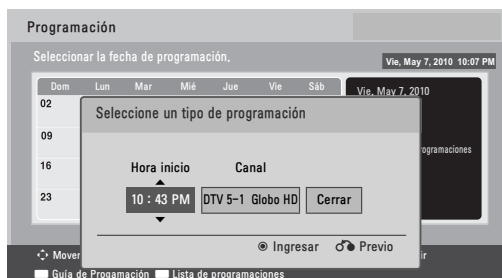 Programación
Seleccionar la fecha de programación.
Vie, May 7, 2010 10:07 PM
Dom Lun Mar Mié Jue Vie Sáb
Vie, May 7, 2010
02
09
16
23
Seleccione un tipo de programación
Hora inicio Canal
10 : 43 PM DTV 5-1 Globo HD Cerrar
Ingresar Previo
Mover
Guía de Progamación Lista de programaciones